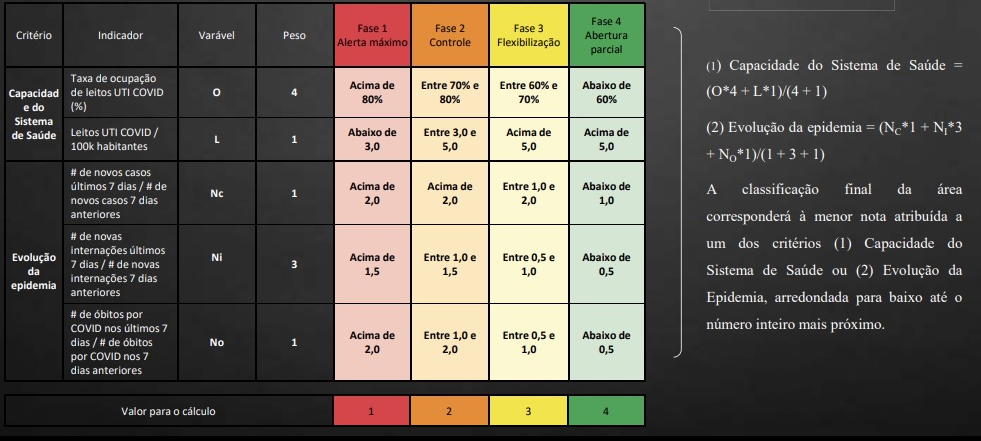 Critério Indicador Varável Peso Fase 1 Alerta máximo Fase 2 Controle Fase 3 Flexibilização Fase 4 Abertura parcial
Capacidad
e do
Sistema
de Saúde
Taxa de ocupação
de leitos UTI COVID
(%)
O 4 Acima de 80% Entre 70% e 80% Entre 60% e 70% Abaixo de 60%
Leitos UTI COVID /
100k habitantes
L 1 Abaixo de 3,0 Entre 3,0 e 5,0 Acima de 5,0 Acima de 5,0
Evolução
da
epidemia
# de novos casos
últimos 7 dias / # de
novos casos 7 dias
anteriores
Nc 1 Acima de 2,0 Acima de 2,0 Entre 1,0 e 2,0 Abaixo de 1,0
# de novas
internações últimos
7 dias / # de novas
internações 7 dias
anteriores
Ni 3 Acima de 1,5 Entre 1,0 e 1,5 Entre 0,5 e 1,0 Abaixo de 0,5
# de óbitos por
COVID nos últimos 7
dias / # de óbitos
por COVID nos 7
dias anteriores
No 1 Acima de 2,0 Entre 1,0 e 2,0 Entre 0,5 e 1,0 Abaixo de 0,5
Valor para o cálculo 1 2 3 4
(1) Capacidade do Sistema de Saúde =
(O*4 + L*1)/(4 + 1)
(2) Evolução da epidemia = (NC*1 + NI*3
+ NO*1)/(1 + 3 + 1)
A classificação final da área
corresponderá à menor nota atribuída a
um dos critérios (1) Capacidade do
Sistema de Saúde ou (2) Evolução da
Epidemia, arredondada para baixo até o
número inteiro mais próximo.